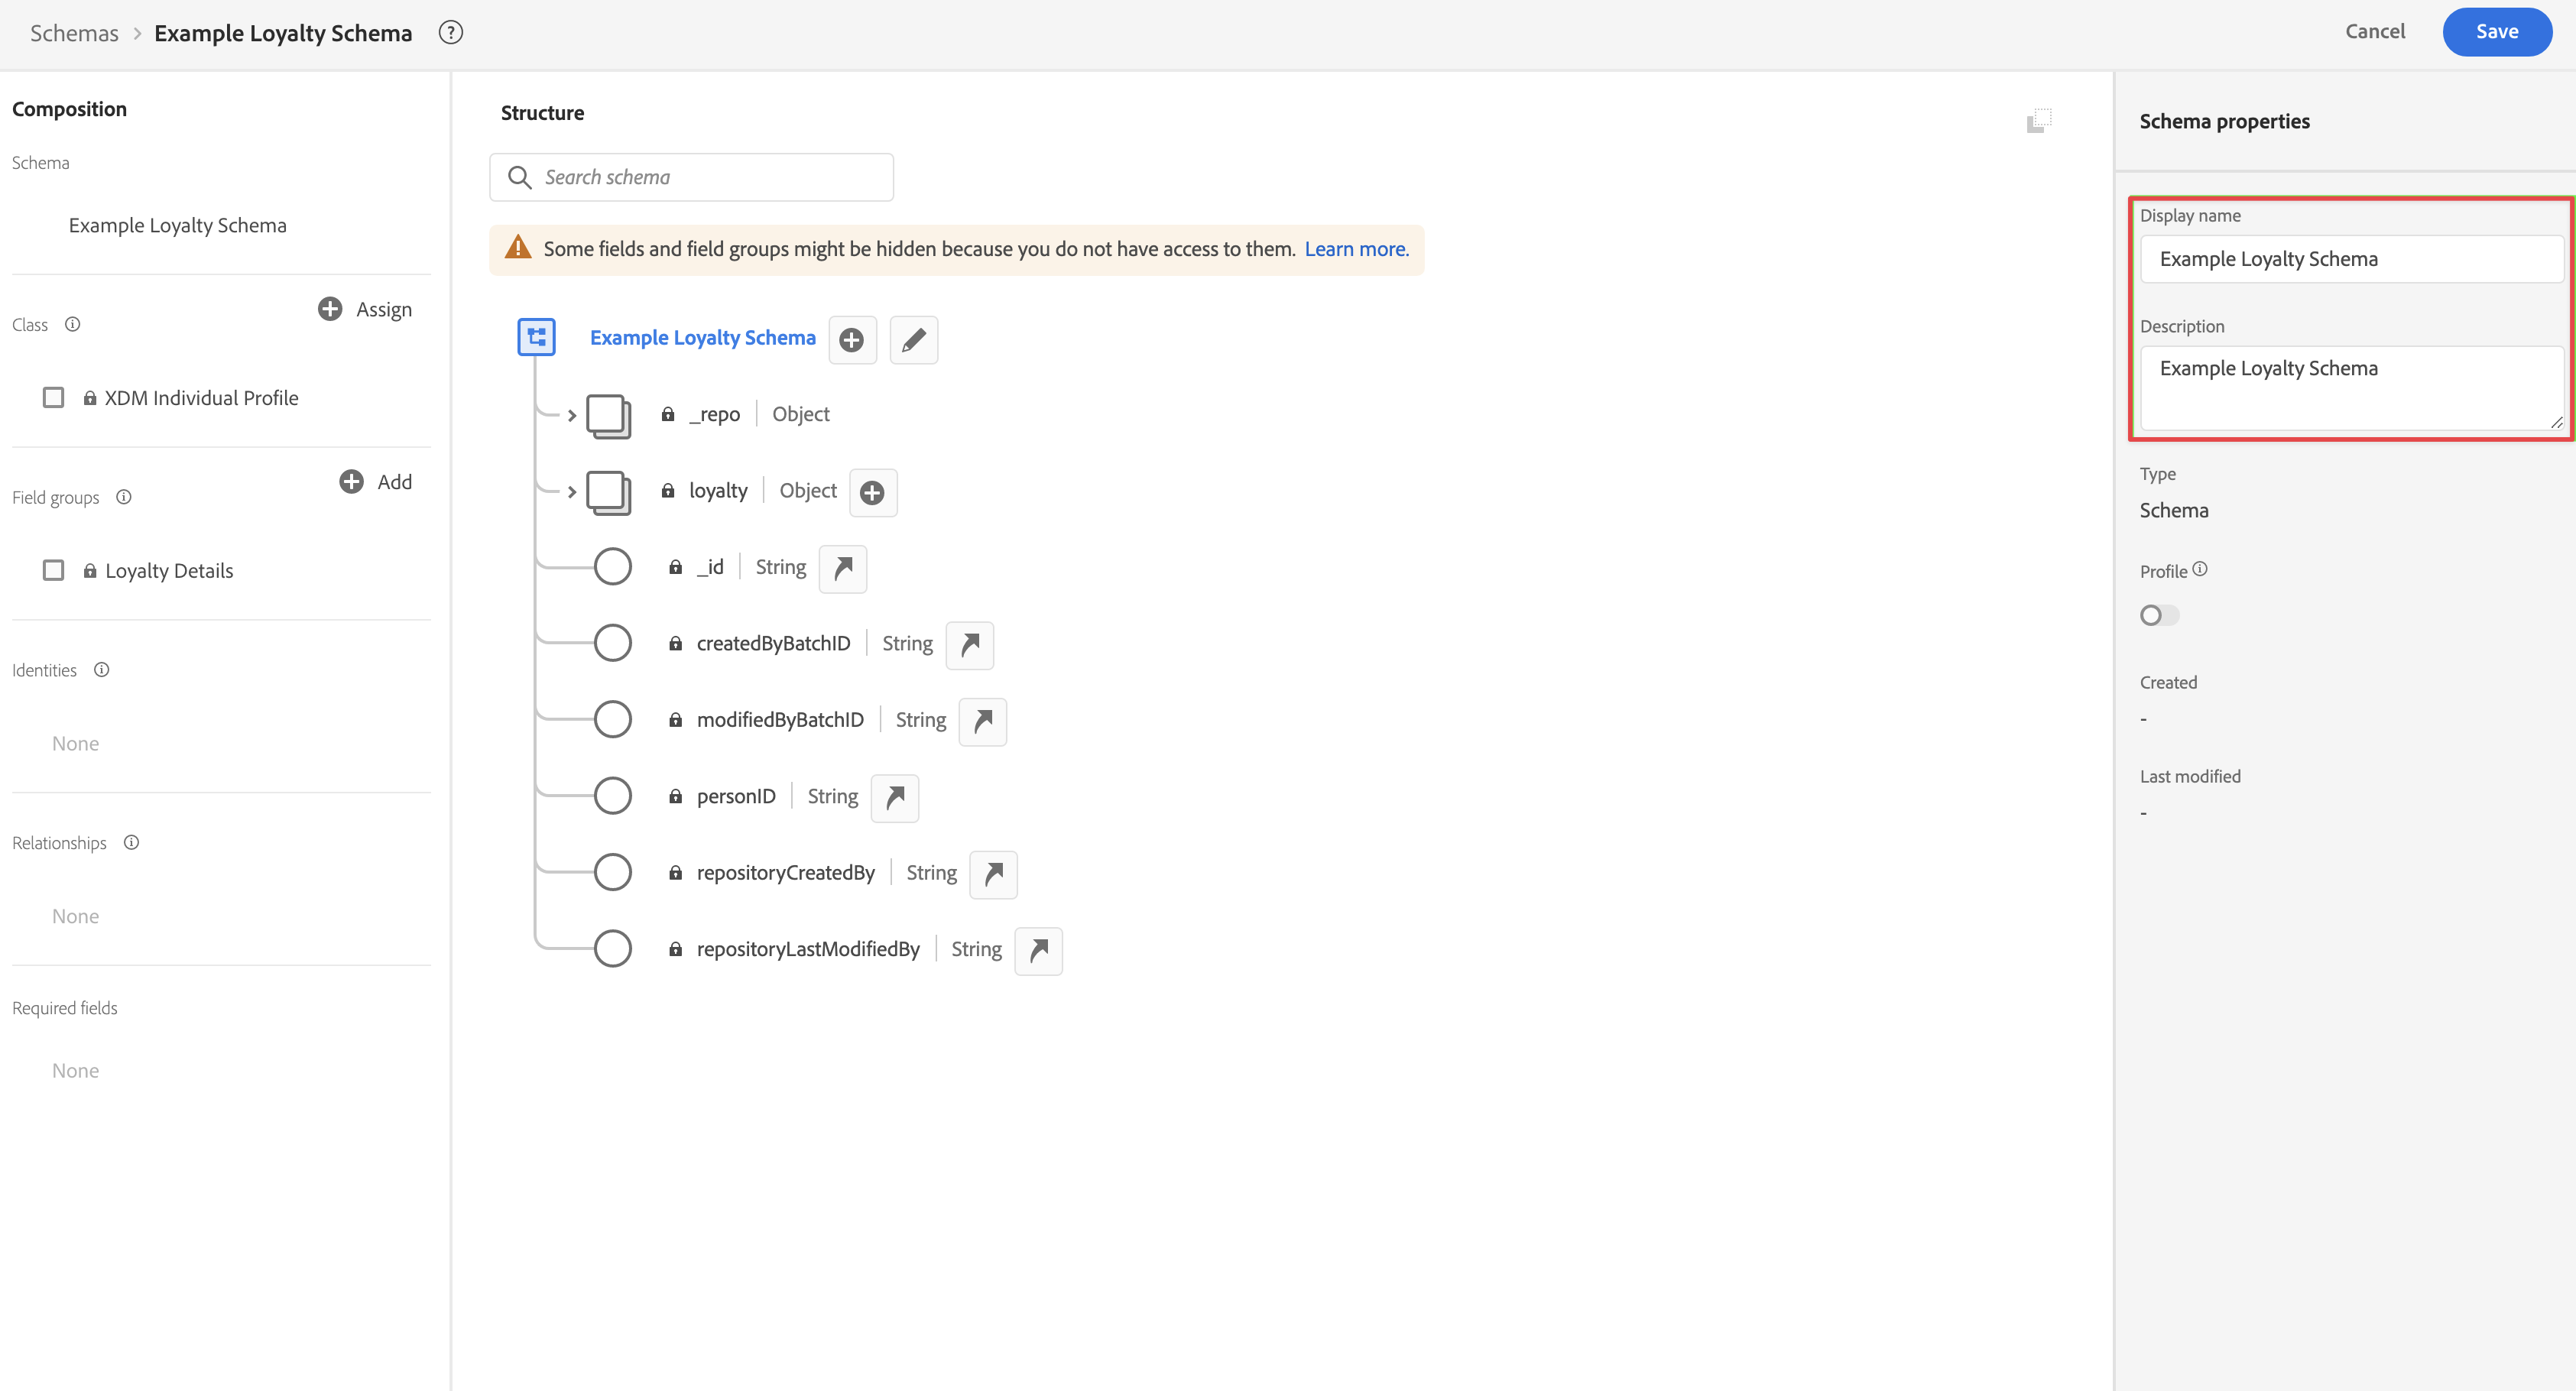 Schemas > Example Loyalty Schema
Cancel
Save
Composition
Schema
Example Loyalty Schema
Class
Assign
XDM Individual Profile
Field groups
Add
Loyalty Details
Identities
None
Relationships
None
Required fields
None
Structure
Search schema
Some fields and field groups might be hidden because you do not have access to them. Learn more.
Example Loyalty Schema
_repo | Object
loyalty | Object
_id | String
createdByBatchID | String
modifiedByBatchID | String
personID | String
repositoryCreatedBy | String
repositoryLastModifiedBy | String
Schema properties
Display name
Example Loyalty Schema
Description
Example Loyalty Schema
Type
Schema
Profile
Created
-
Last modified
-